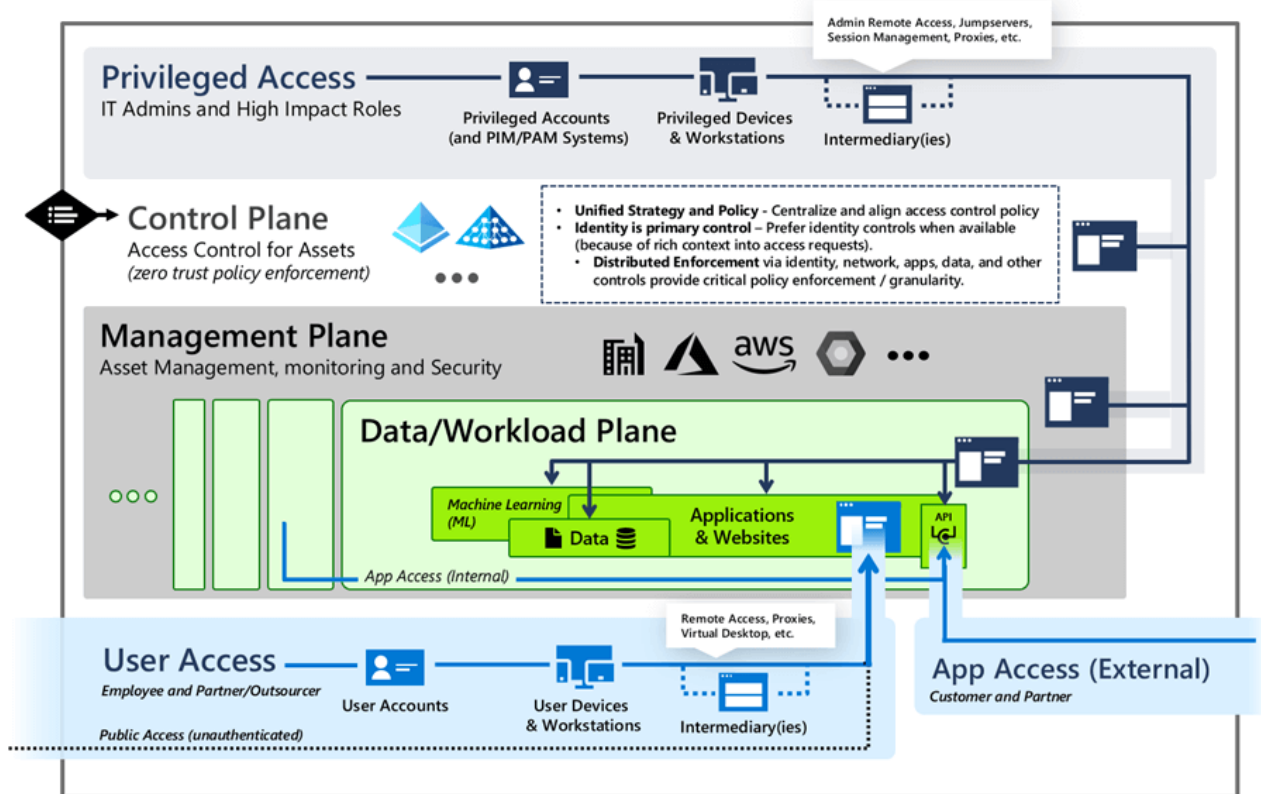 Admin Remote Access, Jumpservers,
Session Management, Proxies, etc.
Privileged Access
IT Admins and High Impact Roles
Privileged Accounts
(and PIM/PAM Systems)
Privileged Devices
& Workstations
Intermediary(ies)
Control Plane
Access Control for Assets
(zero trust policy enforcement)
• Unified Strategy and Policy - Centralize and align access control policy
• Identity is primary control – Prefer identity controls when available
(because of rich context into access requests).
• Distributed Enforcement via identity, network, apps, data, and other
controls provide critical policy enforcement / granularity.
Management Plane
Asset Management, monitoring and Security
aws
Data/Workload Plane
Machine Learning
(ML)
Data
Applications
& Websites
API
App Access (Internal)
Remote Access, Proxies,
Virtual Desktop, etc.
User Access
Employee and Partner/Outsourcer
User Accounts
User Devices
& Workstations
Intermediary(ies)
Public Access (unauthenticated)
App Access (External)
Customer and Partner